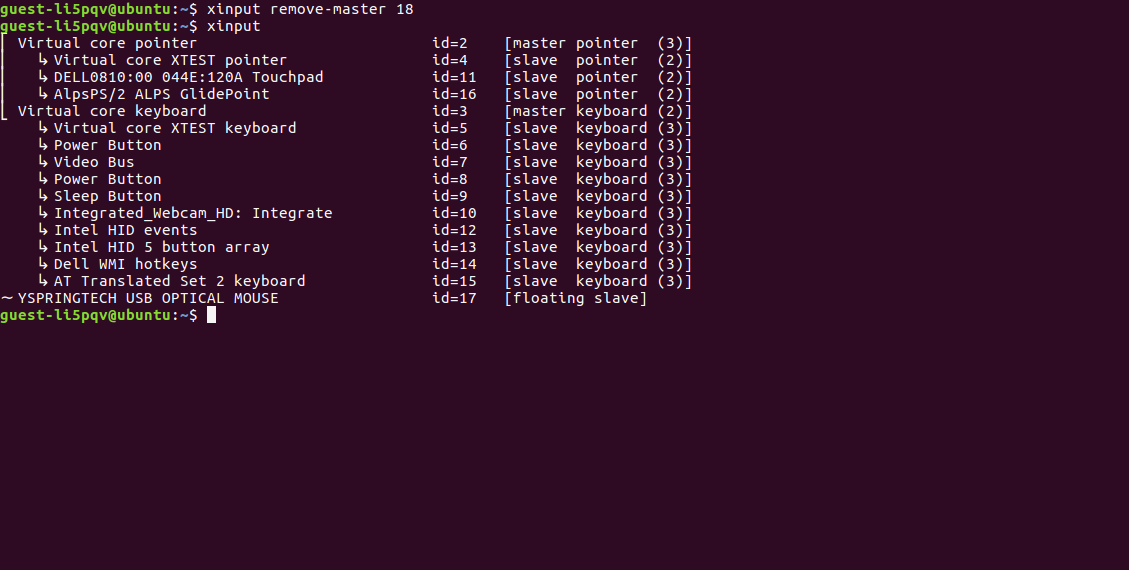 guest-li5pqv@ubuntu:~$ xinput remove-master 18
guest-li5pqv@ubuntu:~$ xinput
⎡ Virtual core pointer                    	id=2	[master pointer  (3)]
⎜   ↳ Virtual core XTEST pointer              	id=4	[slave  pointer  (2)]
⎜   ↳ DELL0810:00 044E:120A Touchpad          	id=11	[slave  pointer  (2)]
⎜   ↳ AlpsPS/2 ALPS GlidePoint                	id=16	[slave  pointer  (2)]
⎣ Virtual core keyboard                   	id=3	[master keyboard (2)]
    ↳ Virtual core XTEST keyboard             	id=5	[slave  keyboard (3)]
    ↳ Power Button                            	id=6	[slave  keyboard (3)]
    ↳ Video Bus                               	id=7	[slave  keyboard (3)]
    ↳ Power Button                            	id=8	[slave  keyboard (3)]
    ↳ Sleep Button                            	id=9	[slave  keyboard (3)]
    ↳ Integrated_Webcam_HD: Integrate         	id=10	[slave  keyboard (3)]
    ↳ Intel HID events                        	id=12	[slave  keyboard (3)]
    ↳ Intel HID 5 button array                	id=13	[slave  keyboard (3)]
    ↳ Dell WMI hotkeys                        	id=14	[slave  keyboard (3)]
    ↳ AT Translated Set 2 keyboard            	id=15	[slave  keyboard (3)]
~ YSPRINGTECH USB OPTICAL MOUSE           	id=17	[floating slave]
guest-li5pqv@ubuntu:~$